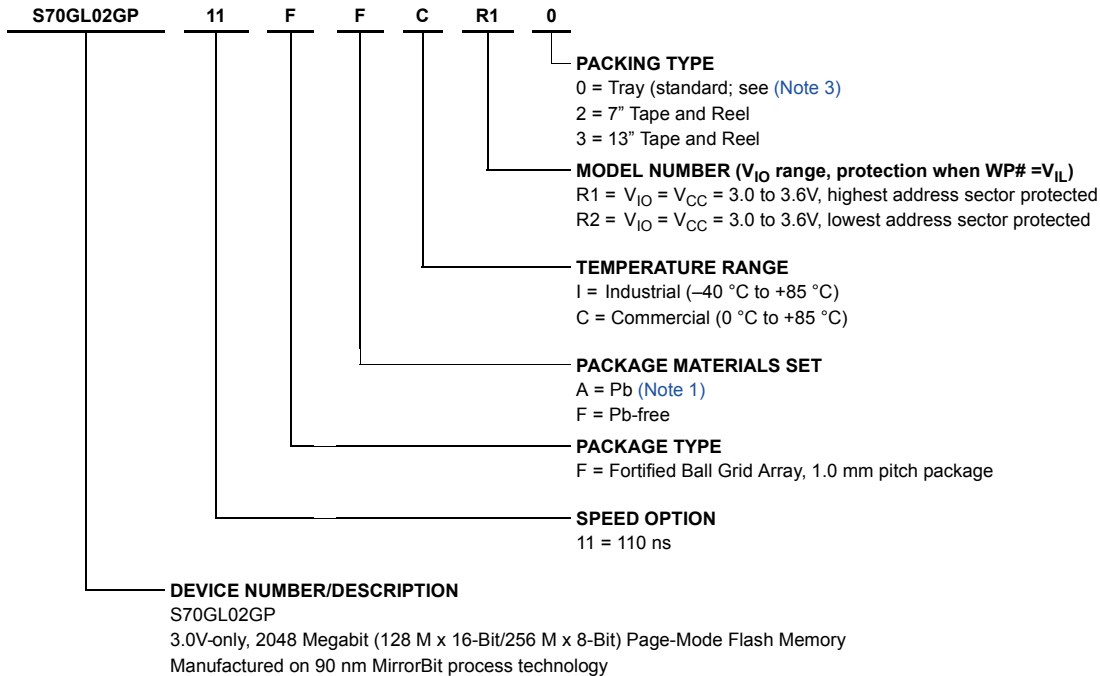 S70GL02GP 11 F F C R1 0
PACKING TYPE
0 = Tray (standard; see (Note 3)
2 = 7” Tape and Reel
3 = 13” Tape and Reel
MODEL NUMBER (VIO range, protection when WP# =VIL)
R1 = VIO = VCC = 3.0 to 3.6V, highest address sector protected
R2 = VIO = VCC = 3.0 to 3.6V, lowest address sector protected
TEMPERATURE RANGE
I = Industrial (–40 °C to +85 °C)
C = Commercial (0 °C to +85 °C)
PACKAGE MATERIALS SET
A = Pb (Note 1)
F = Pb-free
PACKAGE TYPE
F = Fortified Ball Grid Array, 1.0 mm pitch package
SPEED OPTION
11 = 110 ns
DEVICE NUMBER/DESCRIPTION
S70GL02GP
3.0V-only, 2048 Megabit (128 M x 16-Bit/256 M x 8-Bit) Page-Mode Flash Memory
Manufactured on 90 nm MirrorBit process technology